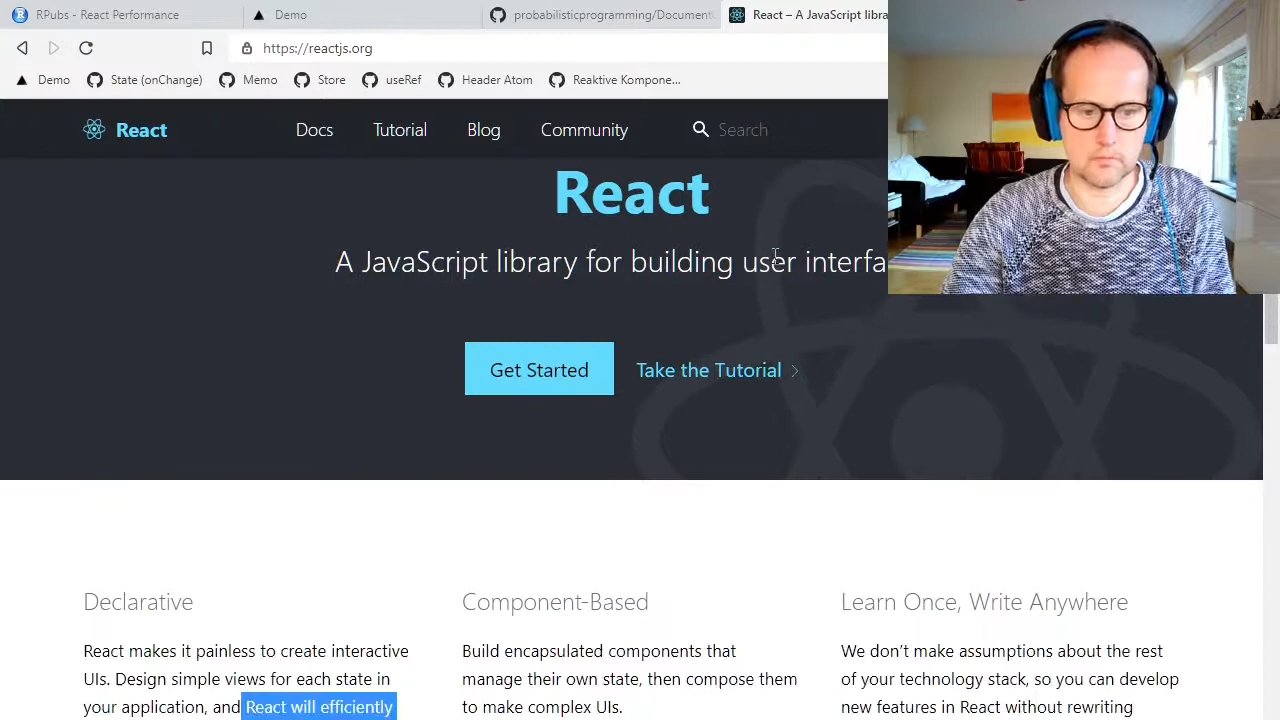 RPubs - React Performance
Demo
probabilisticprogramming/Document
React – A JavaScript libra
https://reactjs.org
Demo
State (onChange)
Memo
Store
useRef
Header Atom
Reaktive Kompone...
React
Docs
Tutorial
Blog
Community
Search
React
A JavaScript library for building user interfa
Get Started
Take the Tutorial
Declarative
React makes it painless to create interactive
UIs. Design simple views for each state in
your application, and React will efficiently
Component-Based
Build encapsulated components that
manage their own state, then compose them
to make complex UIs.
Learn Once, Write Anywhere
We don’t make assumptions about the rest
of your technology stack, so you can develop
new features in React without rewriting